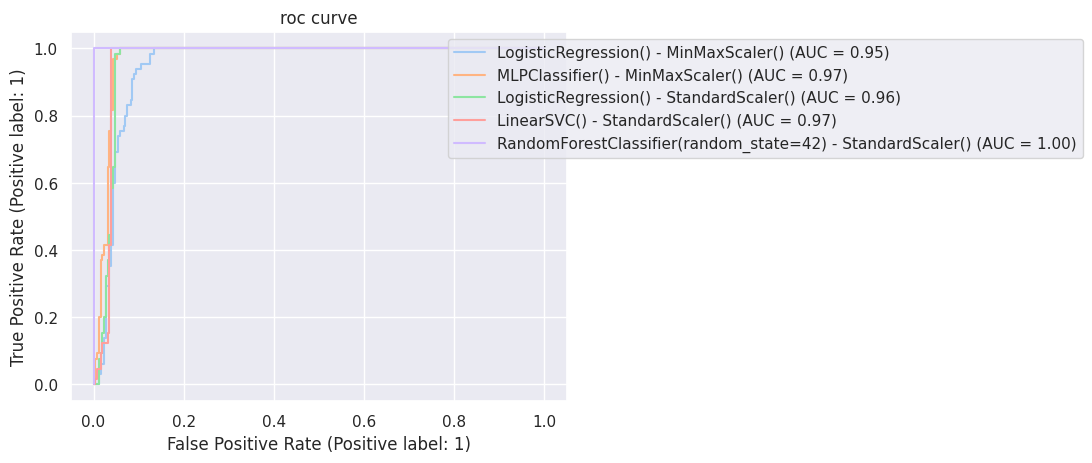 roc curve
1.0
0.8
0.6
0.4
0.2
0.0
True Positive Rate (Positive label: 1)
LogisticRegression() - MinMaxScaler() (AUC = 0.95)
MLPClassifier() - MinMaxScaler() (AUC = 0.97)
LogisticRegression() - StandardScaler() (AUC = 0.96)
LinearSVC() - StandardScaler() (AUC = 0.97)
RandomForestClassifier(random_state=42) - StandardScaler() (AUC = 1.00)
0.0 0.2 0.4 0.6 0.8 1.0
False Positive Rate (Positive label: 1)